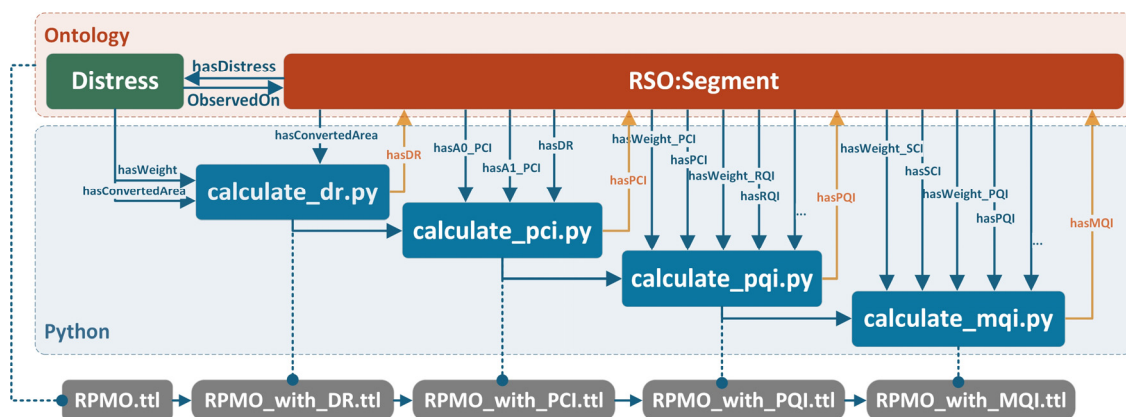 Ontology
Distress
hasDistress
ObservedOn
RSO:Segment
hasWeight
hasConvertedArea
hasConvertedArea
hasDR
hasA0_PCI
hasA1_PCI
hasDR
hasPCI
hasWeight_PCI
hasPCI
hasWeight_RQI
hasRQI
...
hasPQI
hasWeight_SCI
hasSCI
hasWeight_PQI
hasPQI
...
hasMQI
calculate_dr.py
calculate_pci.py
calculate_pqi.py
calculate_mqi.py
Python
RPMO.ttl
RPMO_with_DR.ttl
RPMO_with_PCI.ttl
RPMO_with_PQI.ttl
RPMO_with_MQI.ttl